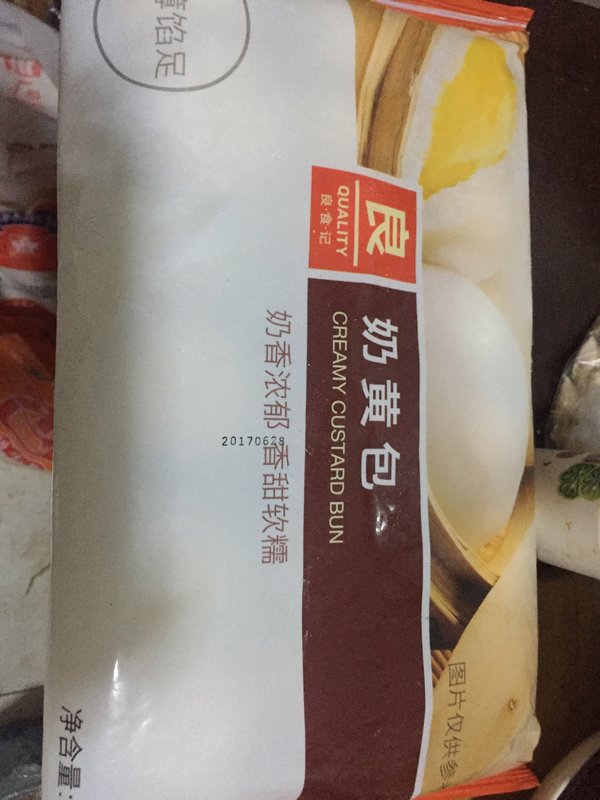 馅足
良
QUALITY
良·食·记
奶黄包
CREAMY CUSTARD BUN
奶香浓郁 香甜软糯
20170628
图片仅供参
净含量: